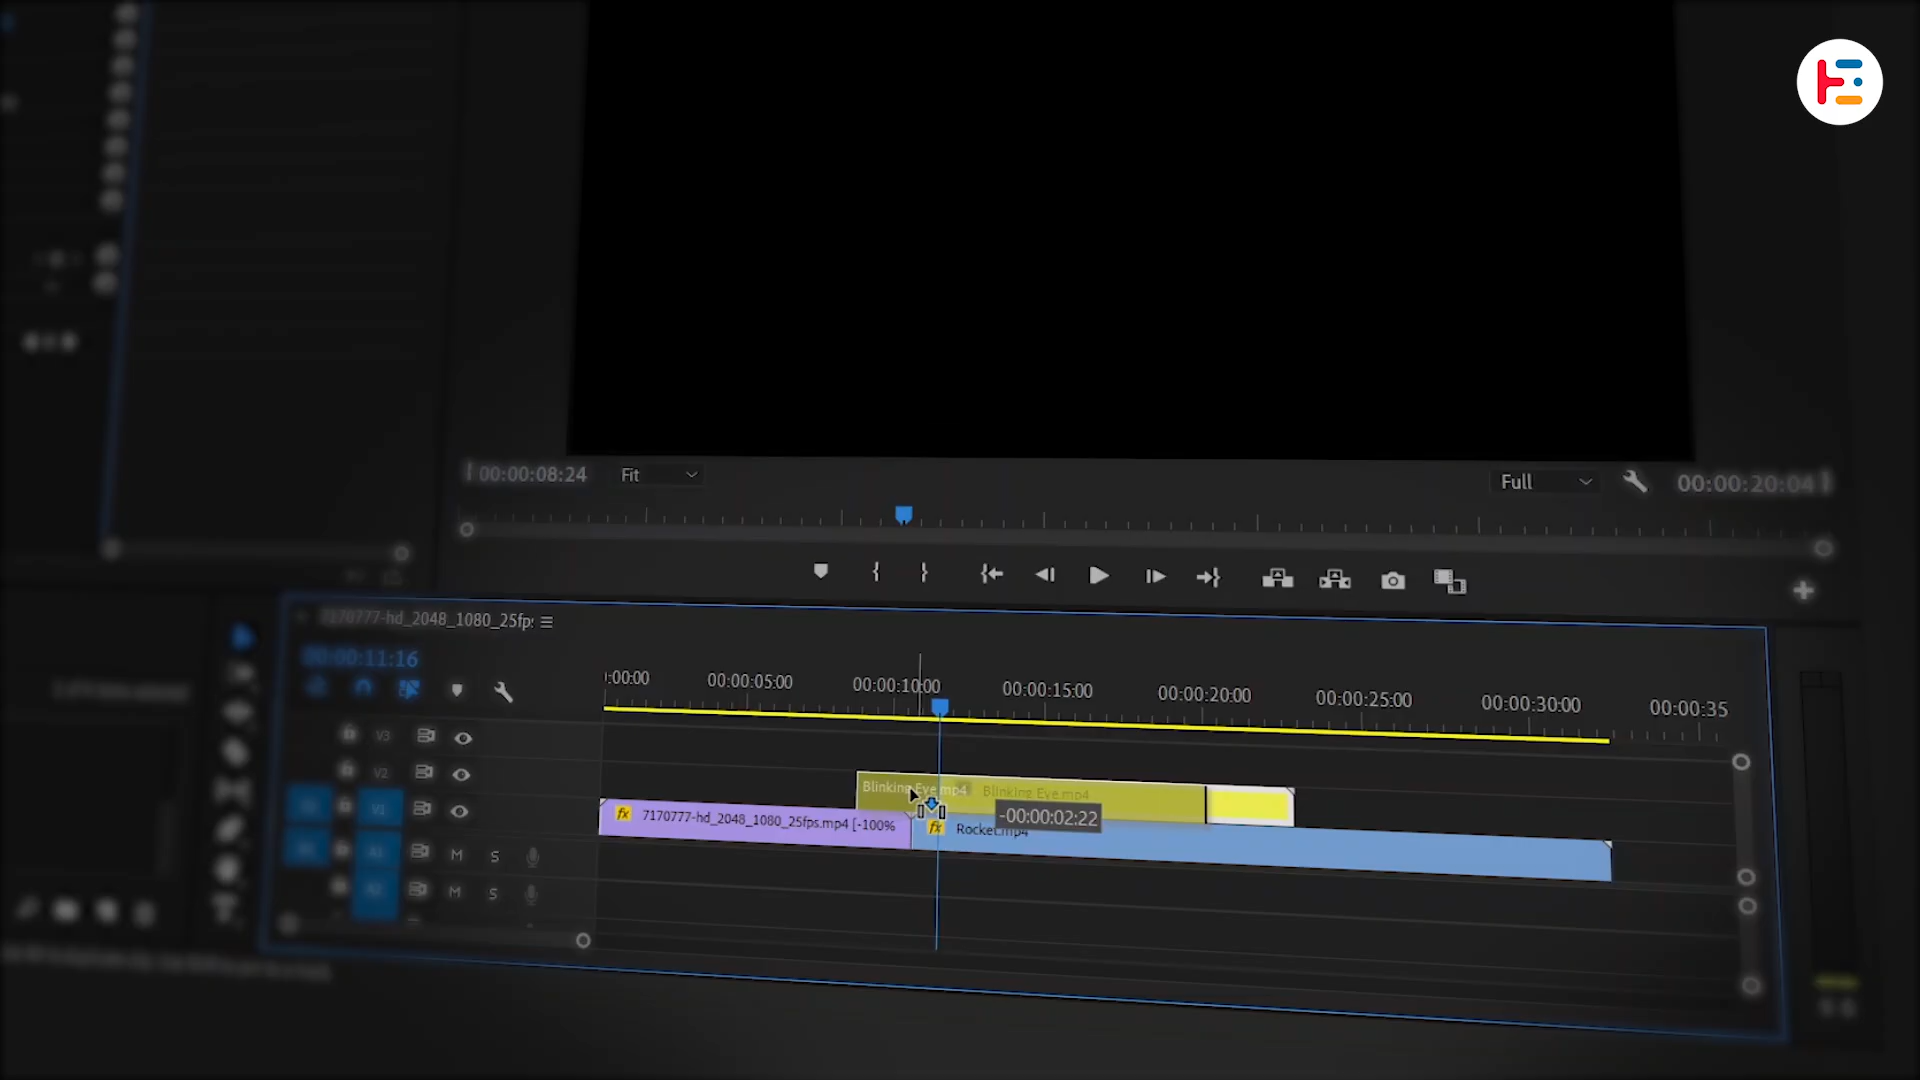 00:00:08:24
Fit
Full
00:00:20:04
7170777-hd_2048_1080_25fp
00:00:11:16
:00:00
00:00:05:00
00:00:10:00
00:00:15:00
00:00:20:00
00:00:25:00
00:00:30:00
00:00:35
V3
V2
Blinking Eye.mp4
Blinking Eye.mp4
V1
7170777-hd_2048_1080_25fps.mp4 [-100%
fx
fx
Rocket.mp4
-00:00:02:22
A1
M
S
A2
M
S